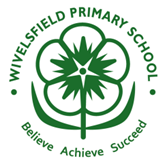 · WIVELSFIELD PRIMARY SCHOOL ·
Believe Achieve Succeed